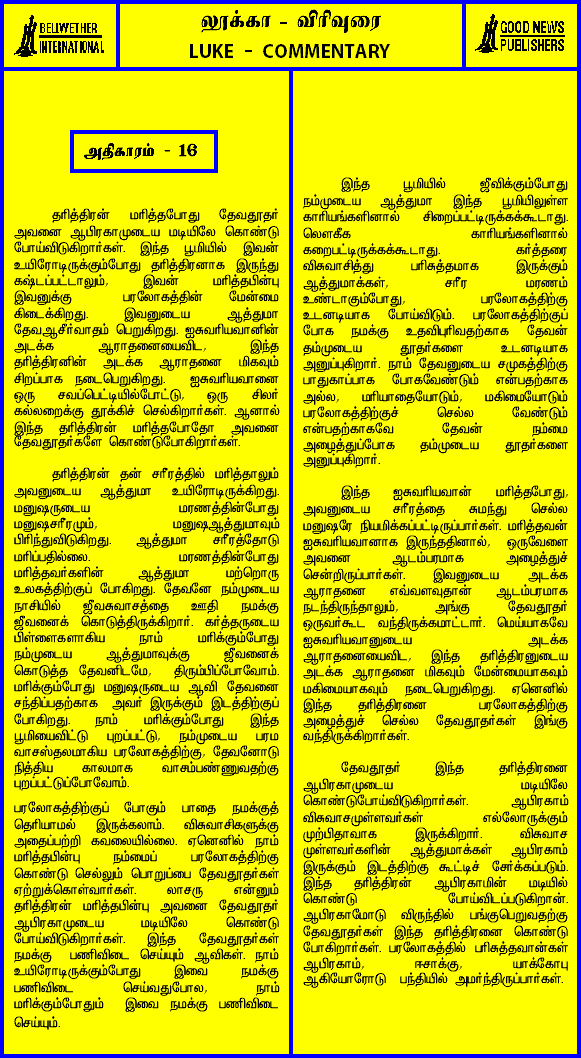 BELWETHER
INTERNATIONAL
லூக்கா - விரிவுரை
LUKE - COMMENTARY
GOOD NEWS
PUBLISHERS
அதிகாரம் - 16
தரித்திரன் மரித்தபோது தேவதூதர்
அவனை ஆபிரகாமுடைய மடியிலே கொண்டு
போய்விடுகிறார்கள். இந்த பூமியில் இவன்
உயிரோடிருக்கும்போது தரித்திரனாக இருந்து
கஷ்டப்பட்டாலும், இவன் மரித்தபின்பு
இவனுக்கு பரலோகத்தின் மேன்மை
கிடைக்கிறது. இவனுடைய ஆத்துமா
தேவஆசீர்வாதம் பெறுகிறது. ஐசுவரியவானின்
அடக்க ஆராதனையைவிட, இந்த
தரித்திரனின் அடக்க ஆராதனை மிகவும்
சிறப்பாக நடைபெறுகிறது. ஐசுவரியவானை
ஒரு சவப்பெட்டியில்போட்டு, ஒரு சிலர்
கல்லறைக்கு தூக்கிச் செல்கிறார்கள். ஆனால்
இந்த தரித்திரன் மரித்தபோதோ அவனை
தேவதூதர்களே கொண்டுபோகிறார்கள்.
தரித்திரன் தன் சரீரத்தில் மரித்தாலும்
அவனுடைய ஆத்துமா உயிரோடிருக்கிறது.
மனுஷருடைய மரணத்தின்போது
மனுஷசரீரமும், மனுஷஆத்துமாவும்
பிரிந்துவிடுகிறது. ஆத்துமா சரீரத்தோடு
மரிப்பதில்லை. மரணத்தின்போது
மரித்தவர்களின் ஆத்துமா மற்றொரு
உலகத்திற்குப் போகிறது. தேவனே நம்முடைய
நாசியில் ஜீவசுவாசத்தை ஊதி நமக்கு
ஜீவனைக் கொடுத்திருக்கிறார். கர்த்தருடைய
பிள்ளைகளாகிய நாம் மரிக்கும்போது
நம்முடைய ஆத்துமாவுக்கு ஜீவனைக்
கொடுத்த தேவனிடமே, திரும்பிப்போவோம்.
மரிக்கும்போது மனுஷருடைய ஆவி தேவனை
சந்திப்பதற்காக அவர் இருக்கும் இடத்திற்குப்
போகிறது. நாம் மரிக்கும்போது இந்த
பூமியைவிட்டு புறப்பட்டு, நம்முடைய பரம
வாசஸ்தலமாகிய பரலோகத்திற்கு, தேவனோடு
நித்திய காலமாக வாசம்பண்ணுவதற்கு
புறப்பட்டுப்போவோம்.
பரலோகத்திற்குப் போகும் பாதை நமக்குத்
தெரியாமல் இருக்கலாம். விசுவாசிகளுக்கு
அதைப்பற்றி கவலையில்லை. ஏனெனில் நாம்
மரித்தபின்பு நம்மைப் பரலோகத்திற்கு
கொண்டு செல்லும் பொறுப்பை தேவதூதர்கள்
ஏற்றுக்கொள்வார்கள். லாசரு என்னும்
தரித்திரன் மரித்தபின்பு அவனை தேவதூதர்
ஆபிரகாமுடைய மடியிலே கொண்டு
போய்விடுகிறார்கள். இந்த தேவதூதர்கள்
நமக்கு பணிவிடை செய்யும் ஆவிகள். நாம்
உயிரோடிருக்கும்போது இவை நமக்கு
பணிவிடை செய்வதுபோல, நாம்
மரிக்கும்போதும் இவை நமக்கு பணிவிடை
செய்யும்.
இந்த பூமியில் ஜீவிக்கும்போது
நம்முடைய ஆத்துமா இந்த பூமியிலுள்ள
காரியங்களினால் சிறைப்பட்டிருக்கக்கூடாது.
லௌகீக காரியங்களினால்
கறைபட்டிருக்கக்கூடாது. கர்த்தரை
விசுவாசித்து பரிசுத்தமாக இருக்கும்
ஆத்துமாக்கள், சரீர மரணம்
உண்டாகும்போது, பரலோகத்திற்கு
உடனடியாக போய்விடும். பரலோகத்திற்குப்
போக நமக்கு உதவிபுரிவதற்காக தேவன்
தம்முடைய தூதர்களை உடனடியாக
அனுப்புகிறார். நாம் தேவனுடைய சமுகத்திற்கு
பாதுகாப்பாக போகவேண்டும் என்பதற்காக
அல்ல, மரியாதையோடும், மகிமையோடும்
பரலோகத்திற்குச் செல்ல வேண்டும்
என்பதற்காகவே தேவன் நம்மை
அழைத்துப்போக தம்முடைய தூதர்களை
அனுப்புகிறார்.
இந்த ஐசுவரியவான் மரித்தபோது,
அவனுடைய சரீரத்தை சுமந்து செல்ல
மனுஷரே நியமிக்கப்பட்டிருப்பார்கள். மரித்தவன்
ஐசுவரியவானாக இருந்ததினால், ஒருவேளை
அவனை ஆடம்பரமாக அழைத்துச்
சென்றிருப்பார்கள். இவனுடைய அடக்க
ஆராதனை எவ்வளவுதான் ஆடம்பரமாக
நடந்திருந்தாலும், அங்கு தேவதூதர்
ஒருவர்கூட வந்திருக்கமாட்டார். மெய்யாகவே
ஐசுவரியவானுடைய அடக்க
ஆராதனையைவிட, இந்த தரித்திரனுடைய
அடக்க ஆராதனை மிகவும் மேன்மையாகவும்
மகிமையாகவும் நடைபெறுகிறது. ஏனெனில்
இந்த தரித்திரனை பரலோகத்திற்கு
அழைத்துச் செல்ல தேவதூதர்கள் இங்கு
வந்திருக்கிறார்கள்.
தேவதூதர் இந்த தரித்திரனை
ஆபிரகாமுடைய மடியிலே
கொண்டுபோய்விடுகிறார்கள். ஆபிரகாம்
விசுவாசமுள்ளவர்கள் எல்லோருக்கும்
முற்பிதாவாக இருக்கிறார். விசுவாச
முள்ளவர்களின் ஆத்துமாக்கள் ஆபிரகாம்
இருக்கும் இடத்திற்கு கூட்டிச் சேர்க்கப்படும்.
இந்த தரித்திரன் ஆபிரகாமின் மடியில்
கொண்டு போய்விடப்படுகிறான்.
ஆபிரகாமோடு விருந்தில் பங்குபெறுவதற்கு
தேவதூதர்கள் இந்த தரித்திரனை கொண்டு
போகிறார்கள். பரலோகத்தில் பரிசுத்தவான்கள்
ஆபிரகாம், ஈசாக்கு, யாக்கோபு
ஆகியோரோடு பந்தியில் அமர்ந்திருப்பார்கள்.